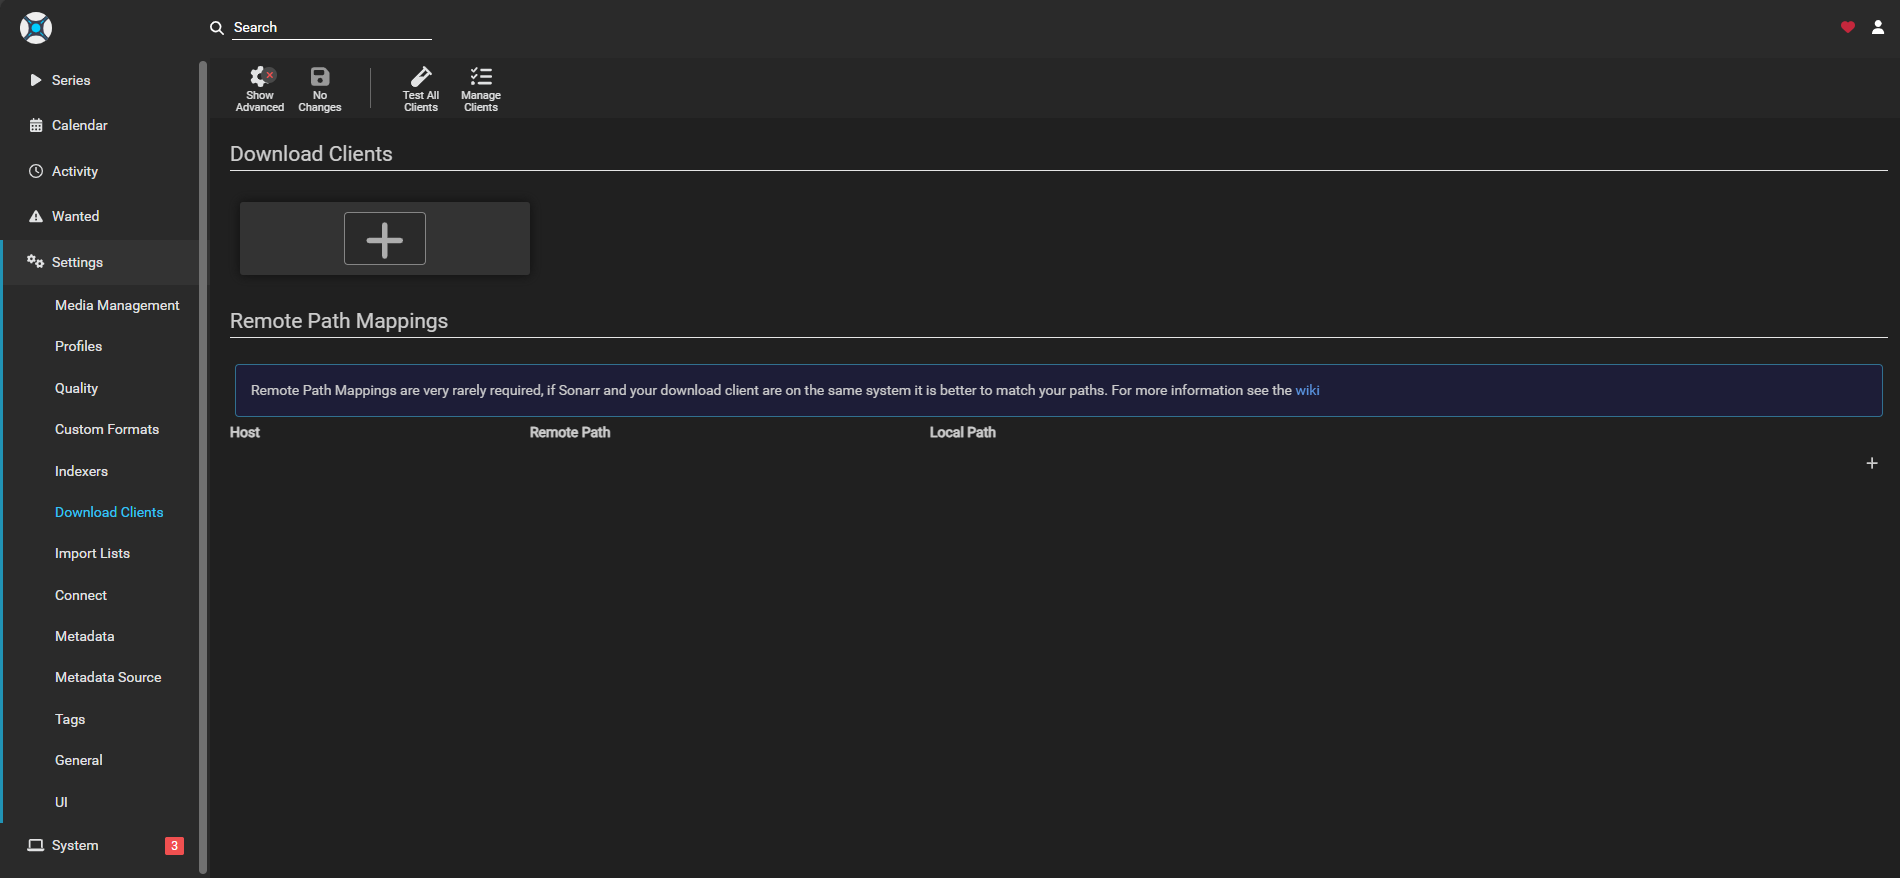 Search
Series
Calendar
Activity
Wanted
Settings
Media Management
Profiles
Quality
Custom Formats
Indexers
Download Clients
Import Lists
Connect
Metadata
Metadata Source
Tags
General
UI
System 3
Show
Advanced
No
Changes
Test All
Clients
Manage
Clients
Download Clients
Remote Path Mappings
Remote Path Mappings are very rarely required, if Sonarr and your download client are on the same system it is better to match your paths. For more information see the wiki
Host Remote Path Local Path